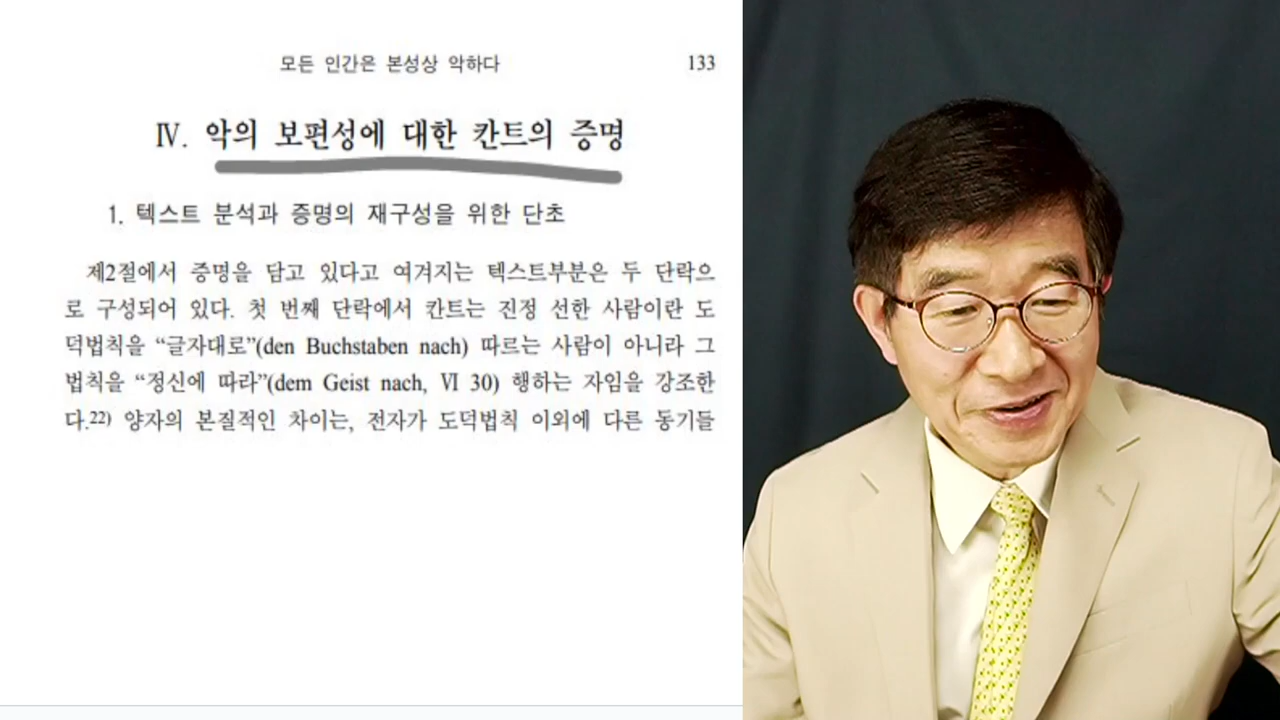 모든 인간은 본성상 악하다 133
Ⅳ. 악의 보편성에 대한 칸트의 증명
1. 텍스트 분석과 증명의 재구성을 위한 단초
제2절에서 증명을 담고 있다고 여겨지는 텍스트부분은 두 단락으
로 구성되어 있다. 첫 번째 단락에서 칸트는 진정 선한 사람이란 도
덕법칙을 “글자대로”(den Buchstaben nach) 따르는 사람이 아니라 그
법칙을 “정신에 따라”(dem Geist nach, Ⅵ 30) 행하는 자임을 강조한
다.22) 양자의 본질적인 차이는, 전자가 도덕법칙 이외에 다른 동기들